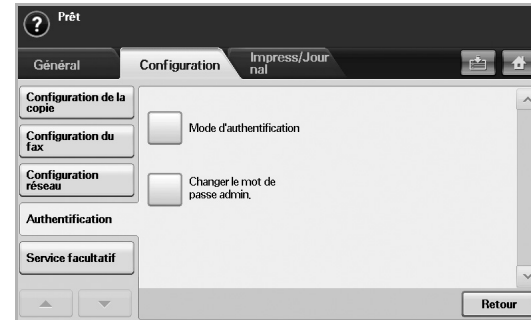 ? Prêt
Général
Configuration
Impress/Jour
nal
Configuration de la
copie
Configuration du
fax
Configuration
réseau
Authentification
Service facultatif
Mode d'authentification
Changer le mot de
passe admin.
Retour